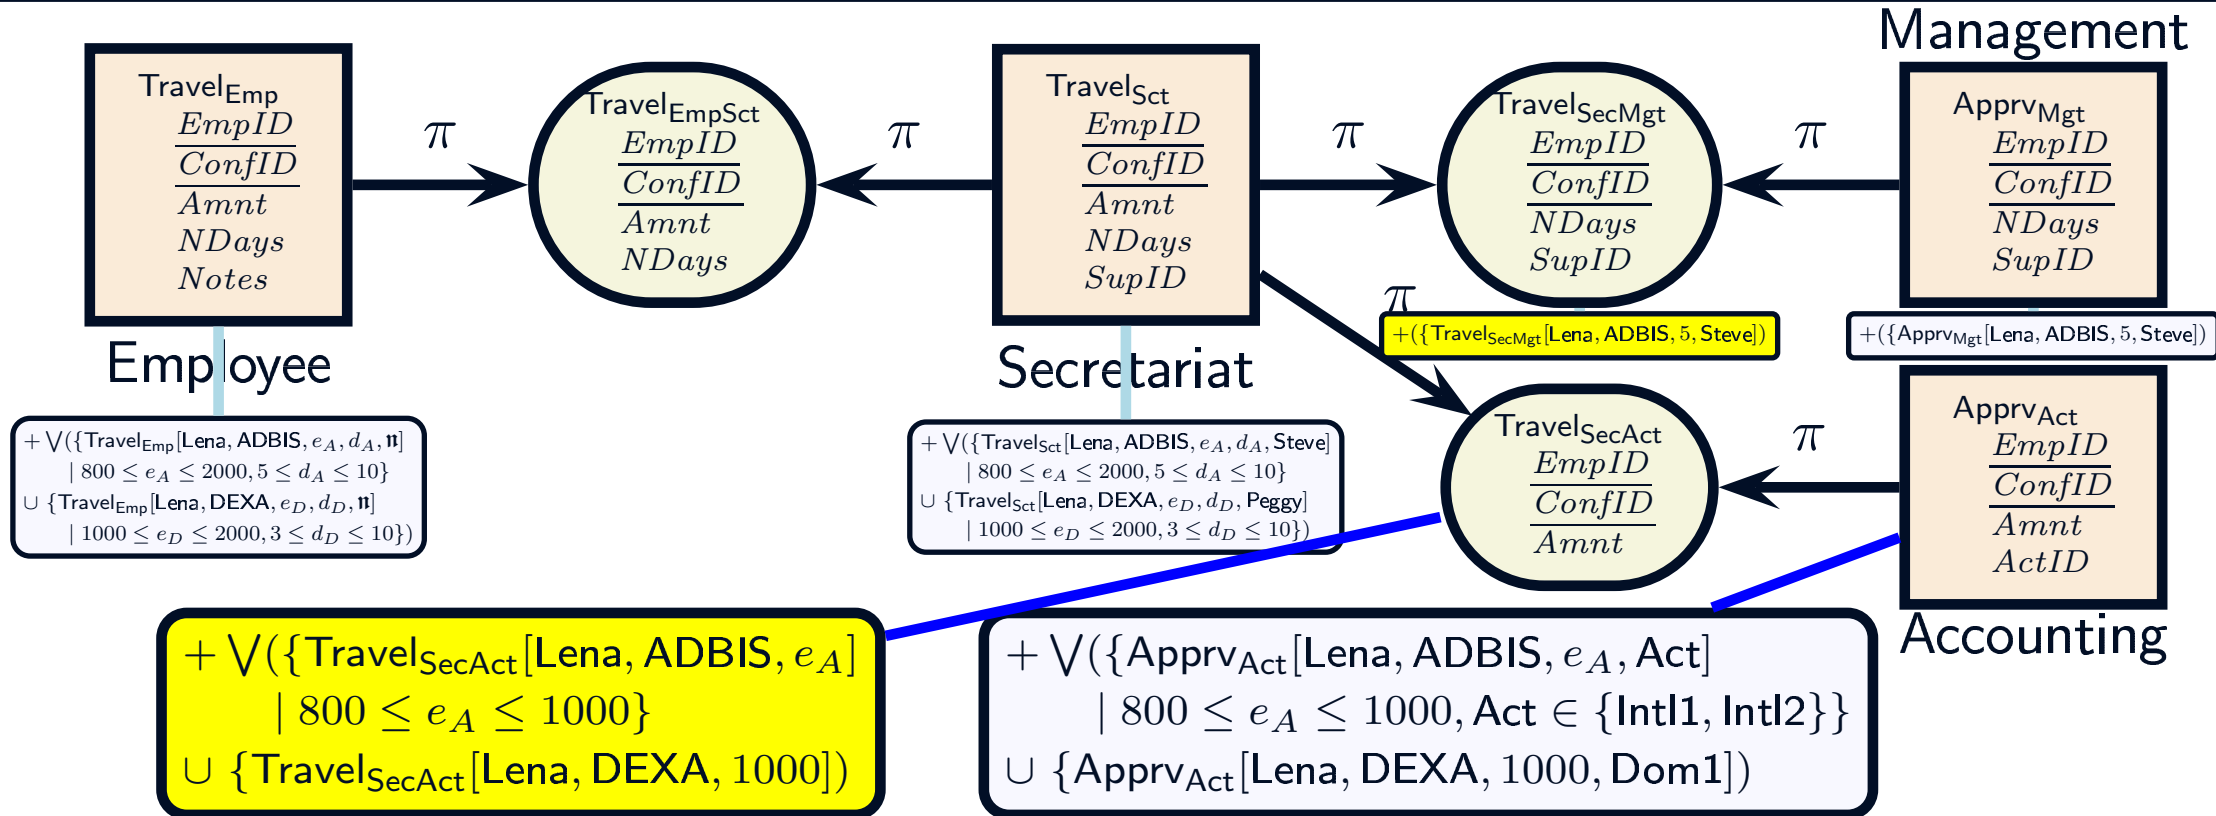 Management
Travel_Emp
EmpID
ConfID
Amnt
NDays
Notes
Employee
π
Travel_EmpSct
EmpID
ConfID
Amnt
NDays
π
Travel_Sct
EmpID
ConfID
Amnt
NDays
SupID
Secretariat
π
Travel_SecMgt
EmpID
ConfID
NDays
SupID
π
Apprv_Mgt
EmpID
ConfID
NDays
SupID
π
+({Travel_SecMgt[Lena, ADBIS, 5, Steve])
+({Apprv_Mgt[Lena, ADBIS, 5, Steve])
+ ⋁({Travel_Emp[Lena, ADBIS, e_A, d_A, 𝖓]
| 800 ≤ e_A ≤ 2000, 5 ≤ d_A ≤ 10}
∪ {Travel_Emp[Lena, DEXA, e_D, d_D, 𝖓]
| 1000 ≤ e_D ≤ 2000, 3 ≤ d_D ≤ 10})
+ ⋁({Travel_Sct[Lena, ADBIS, e_A, d_A, Steve]
| 800 ≤ e_A ≤ 2000, 5 ≤ d_A ≤ 10}
∪ {Travel_Sct[Lena, DEXA, e_D, d_D, Peggy]
| 1000 ≤ e_D ≤ 2000, 3 ≤ d_D ≤ 10})
Travel_SecAct
EmpID
ConfID
Amnt
π
Apprv_Act
EmpID
ConfID
Amnt
ActID
Accounting
+ ⋁({Travel_SecAct[Lena, ADBIS, e_A]
| 800 ≤ e_A ≤ 1000}
∪ {Travel_SecAct[Lena, DEXA, 1000])
+ ⋁({Apprv_Act[Lena, ADBIS, e_A, Act]
| 800 ≤ e_A ≤ 1000, Act ∈ {Intl1, Intl2}}
∪ {Apprv_Act[Lena, DEXA, 1000, Dom1])